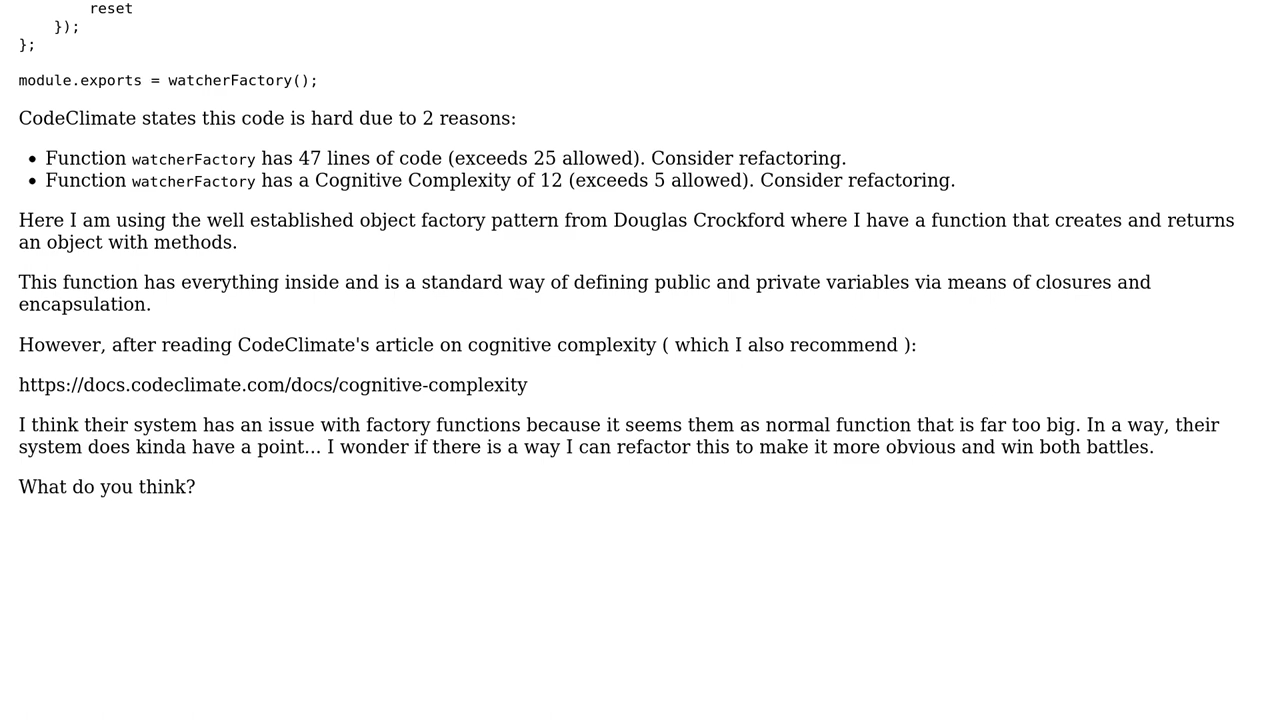 reset
});
};
module.exports = watcherFactory();
CodeClimate states this code is hard due to 2 reasons:
• Function watcherFactory has 47 lines of code (exceeds 25 allowed). Consider refactoring.
• Function watcherFactory has a Cognitive Complexity of 12 (exceeds 5 allowed). Consider refactoring.
Here I am using the well established object factory pattern from Douglas Crockford where I have a function that creates and returns
an object with methods.
This function has everything inside and is a standard way of defining public and private variables via means of closures and
encapsulation.
However, after reading CodeClimate's article on cognitive complexity ( which I also recommend ):
https://docs.codeclimate.com/docs/cognitive-complexity
I think their system has an issue with factory functions because it seems them as normal function that is far too big. In a way, their
system does kinda have a point... I wonder if there is a way I can refactor this to make it more obvious and win both battles.
What do you think?